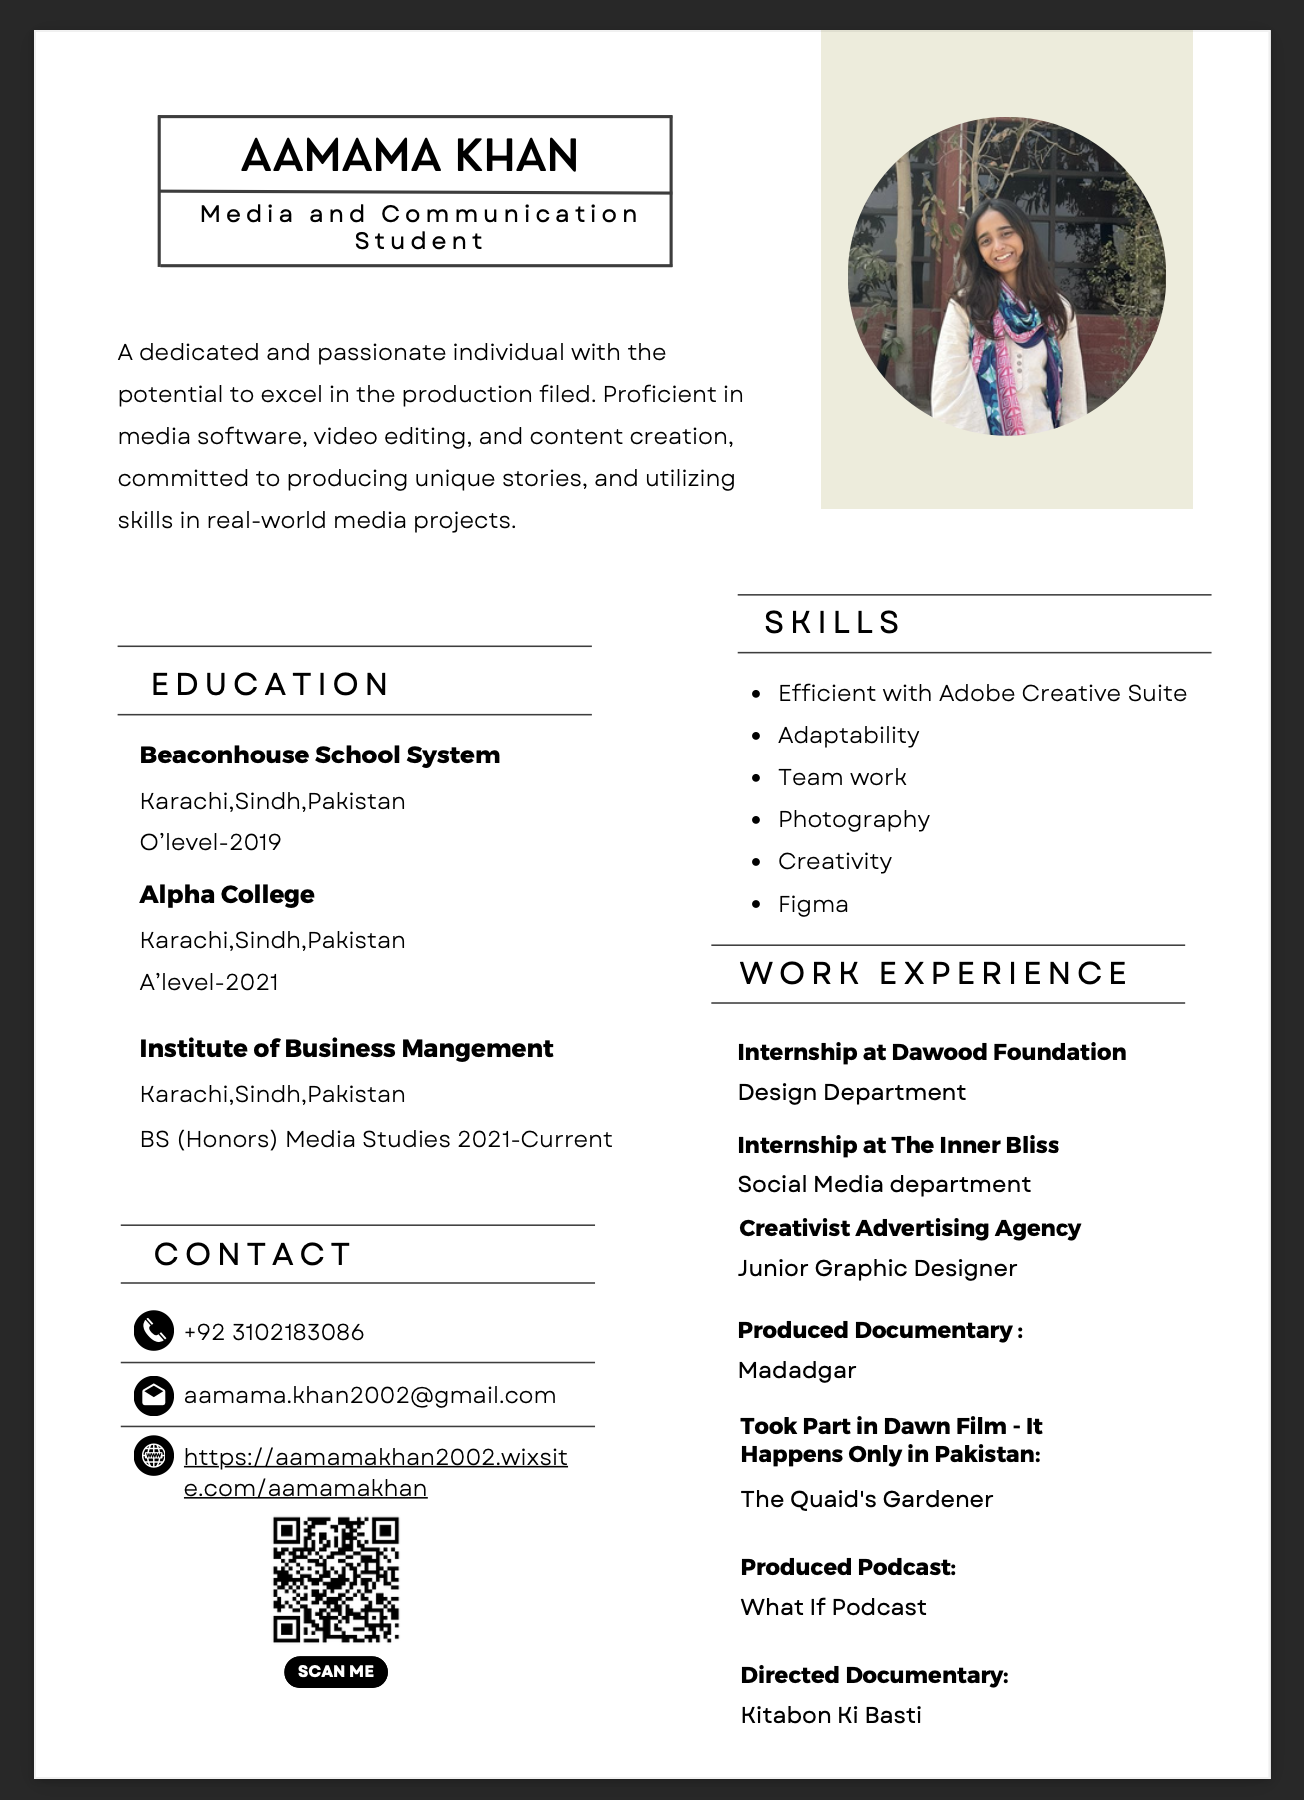 AAMAMA KHAN
Media and Communication
Student
A dedicated and passionate individual with the
potential to excel in the production filed. Proficient in
media software, video editing, and content creation,
committed to producing unique stories, and utilizing
skills in real-world media projects.
EDUCATION
Beaconhouse School System
Karachi,Sindh,Pakistan
O’level-2019
Alpha College
Karachi,Sindh,Pakistan
A’level-2021
Institute of Business Mangement
Karachi,Sindh,Pakistan
BS (Honors) Media Studies 2021-Current
CONTACT
+92 3102183086
aamama.khan2002@gmail.com
https://aamamakhan2002.wixsit
e.com/aamamakhan
SCAN ME
SKILLS
• Efficient with Adobe Creative Suite
• Adaptability
• Team work
• Photography
• Creativity
• Figma
WORK EXPERIENCE
Internship at Dawood Foundation
Design Department
Internship at The Inner Bliss
Social Media department
Creativist Advertising Agency
Junior Graphic Designer
Produced Documentary :
Madadgar
Took Part in Dawn Film - It
Happens Only in Pakistan:
The Quaid's Gardener
Produced Podcast:
What If Podcast
Directed Documentary:
Kitabon Ki Basti